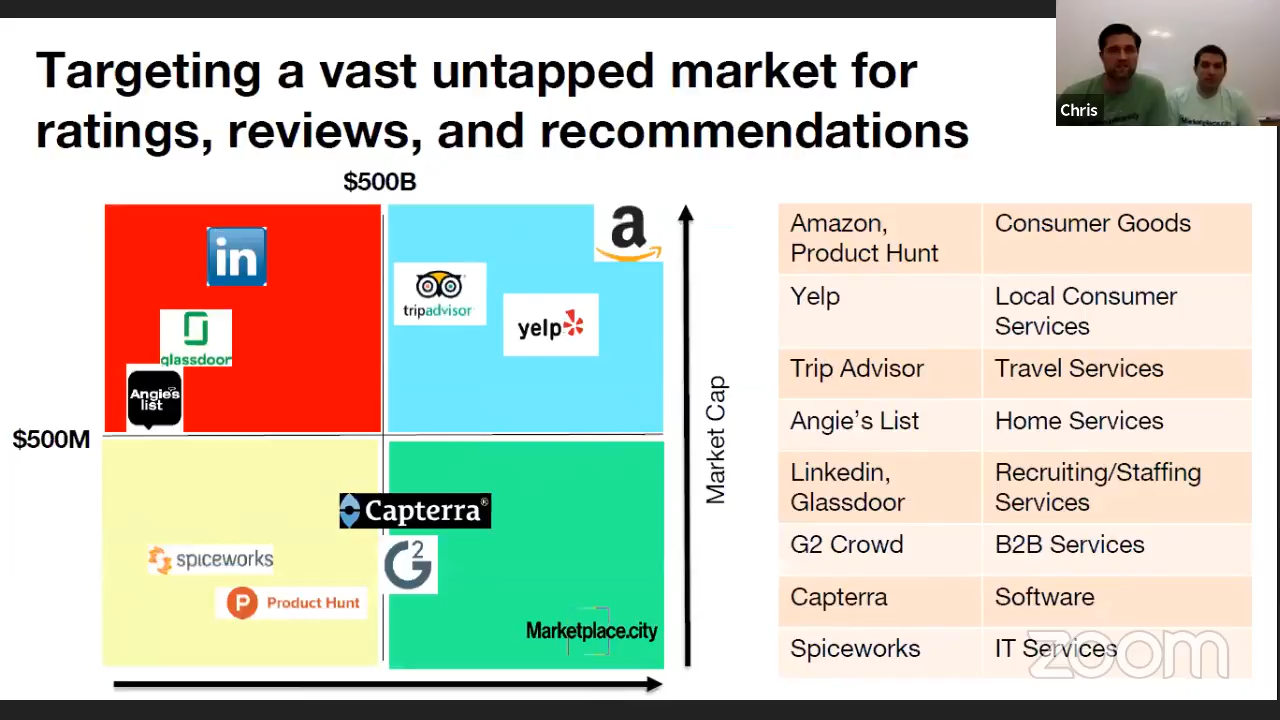 Targeting a vast untapped market for
ratings, reviews, and recommendations
Chris
$500B
$500M
in
glassdoor
Angie's
list
tripadvisor
a
yelp
Capterra®
spiceworks
G2
P Product Hunt
Marketplace.city
Market Cap
Amazon,
Product Hunt
Consumer Goods
Yelp
Local Consumer
Services
Trip Advisor
Travel Services
Angie’s List
Home Services
Linkedin,
Glassdoor
Recruiting/Staffing
Services
G2 Crowd
B2B Services
Capterra
Software
Spiceworks
IT Services
zoom